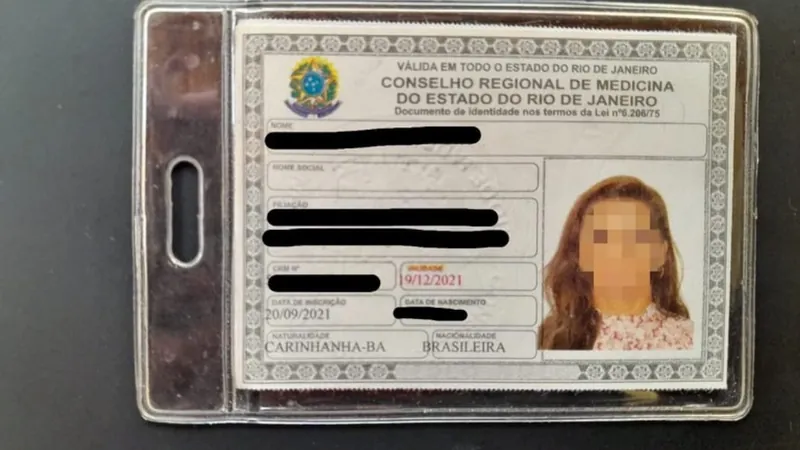 VÁLIDA EM TODO O ESTADO DO RIO DE JANEIRO
CONSELHO REGIONAL DE MEDICINA
DO ESTADO DO RIO DE JANEIRO
Documento de identidade nos termos da Lei nº6.206/75
NOME
NOME SOCIAL
FILIAÇÃO
CRM Nº VALIDADE
19/12/2021
DATA DE INSCRIÇÃO DATA DE NASCIMENTO
20/09/2021
NATURALIDADE NACIONALIDADE
CARINHANHA-BA BRASILEIRA